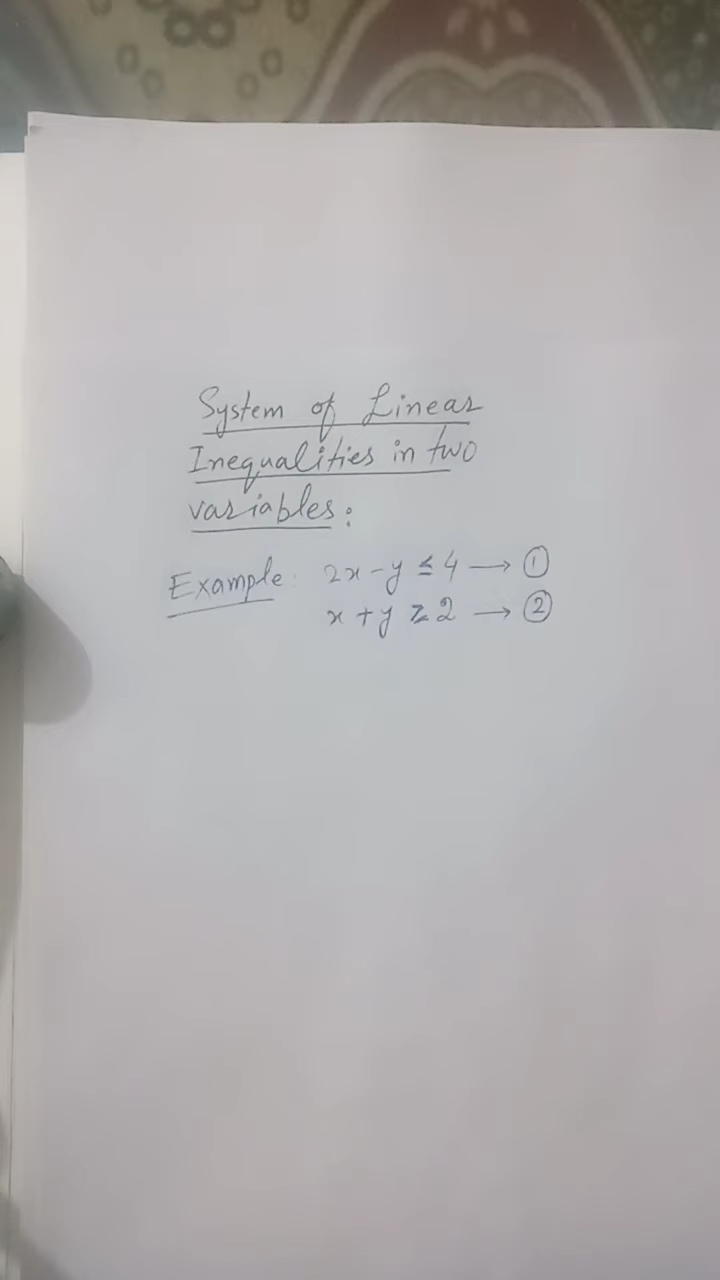 System of Linear
Inequalities in two
variables:
Example: 2x - y ≤ 4 → ①
x + y ≥ 2 → ②